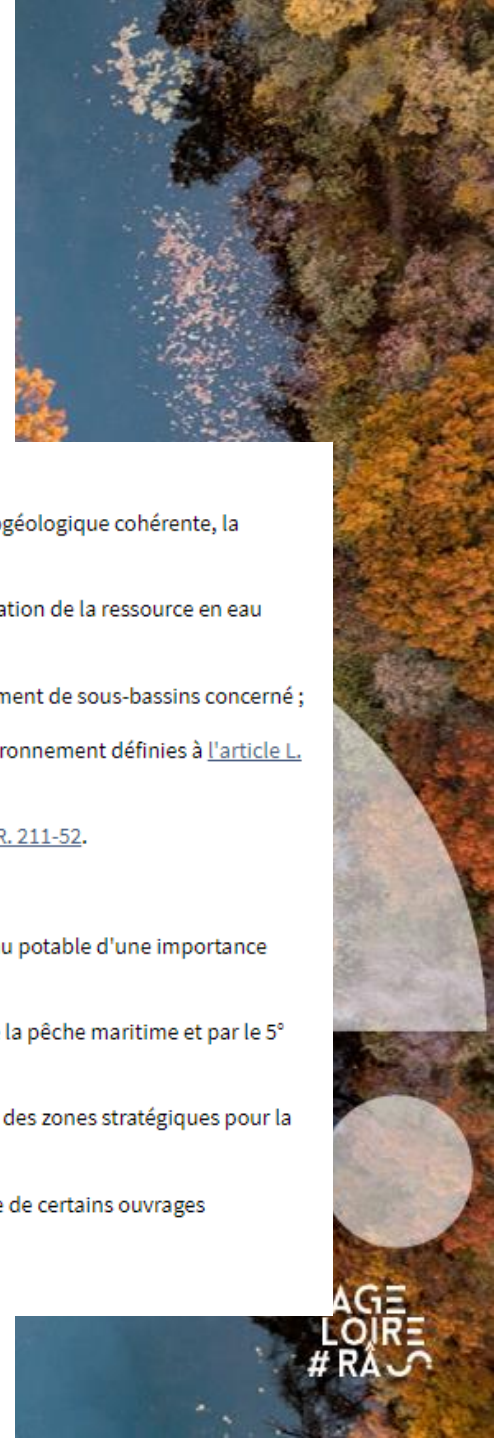 géologique cohérente, la
ation de la ressource en eau
ment de sous-bassins concerné ;
ronnement définies à l'article L.
R. 211-52.
u potable d'une importance
la pêche maritime et par le 5°
des zones stratégiques pour la
e de certains ouvrages
AGE
LOIRE
#RÂS